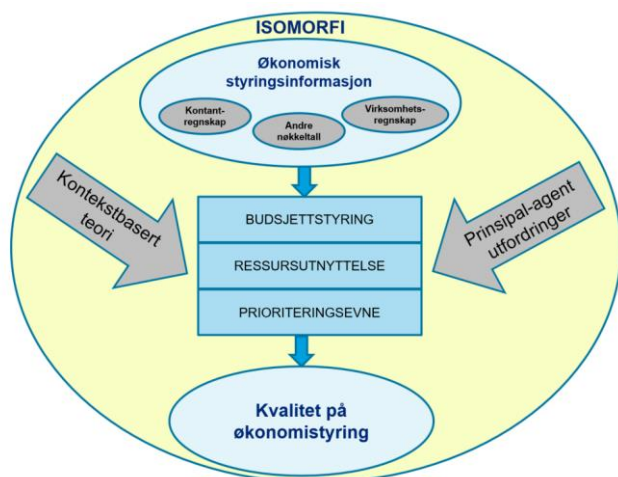 ISOMORFI
Økonomisk
styringsinformasjon
Kontant-
regnskap
Andre
nøkkeltall
Virksomhets-
regnskap
Kontekstbasert
teori
BUDSJETTSTYRING
RESSURSUTNYTTELSE
PRIORITERINGSEVNE
Prinsipal-agent
utfordringer
Kvalitet på
økonomistyring